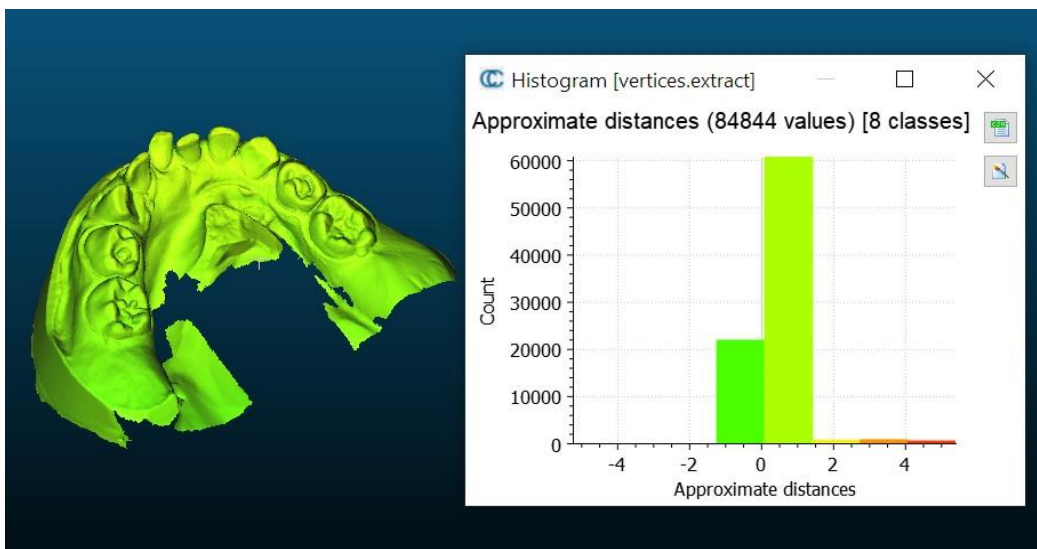 Histogram [vertices.extract]
Approximate distances (84844 values) [8 classes]
CSV
60000
50000
40000
30000
20000
10000
0
Count
-4 -2 0 2 4
Approximate distances